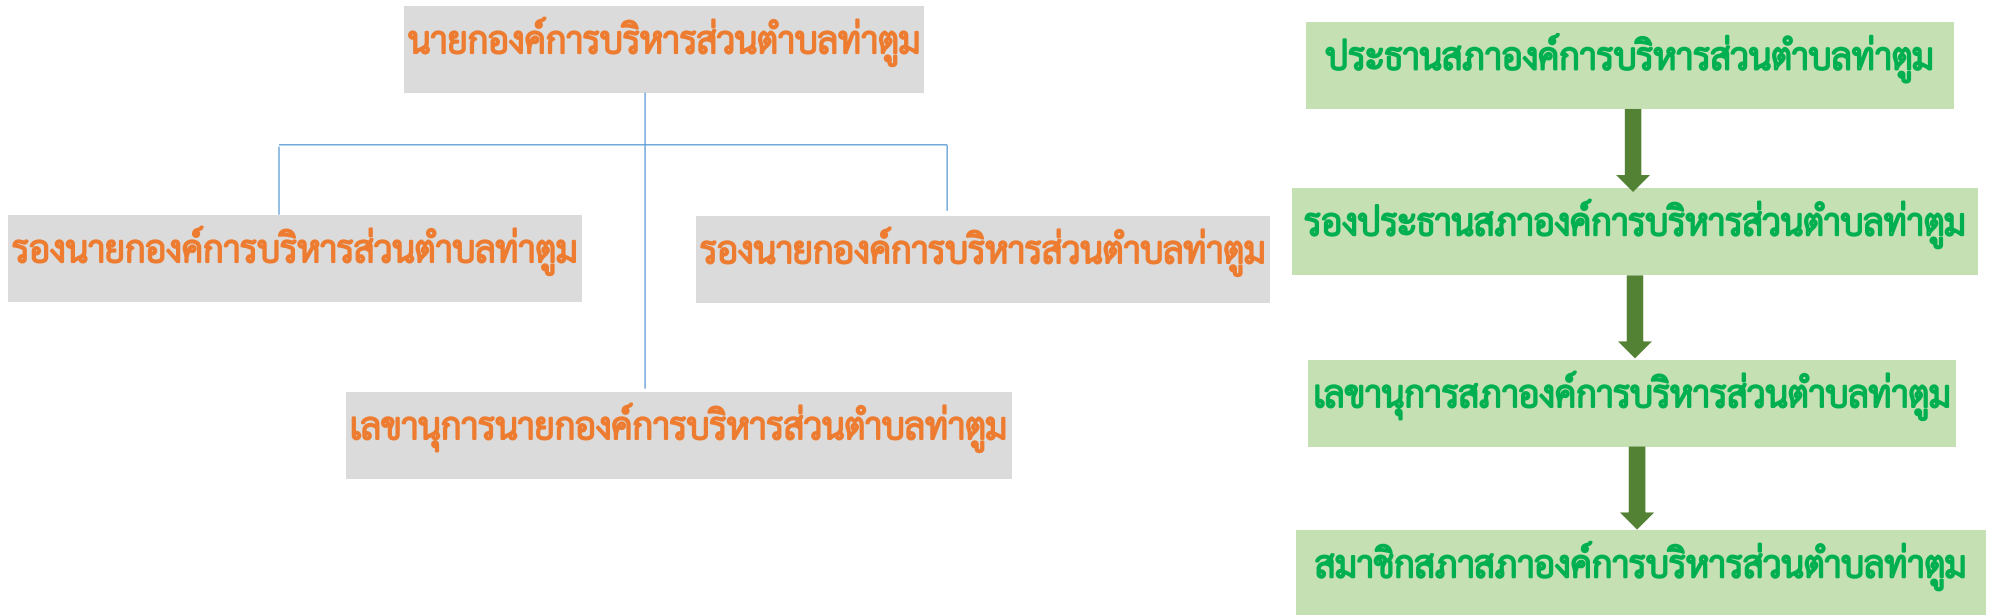 นายกองค์การบริหารส่วนตำบลท่าตูม
รองนายกองค์การบริหารส่วนตำบลท่าตูม
รองนายกองค์การบริหารส่วนตำบลท่าตูม
เลขานุการนายกองค์การบริหารส่วนตำบลท่าตูม
ประธานสภาองค์การบริหารส่วนตำบลท่าตูม
รองประธานสภาองค์การบริหารส่วนตำบลท่าตูม
เลขานุการสภาองค์การบริหารส่วนตำบลท่าตูม
สมาชิกสภาสภาองค์การบริหารส่วนตำบลท่าตูม